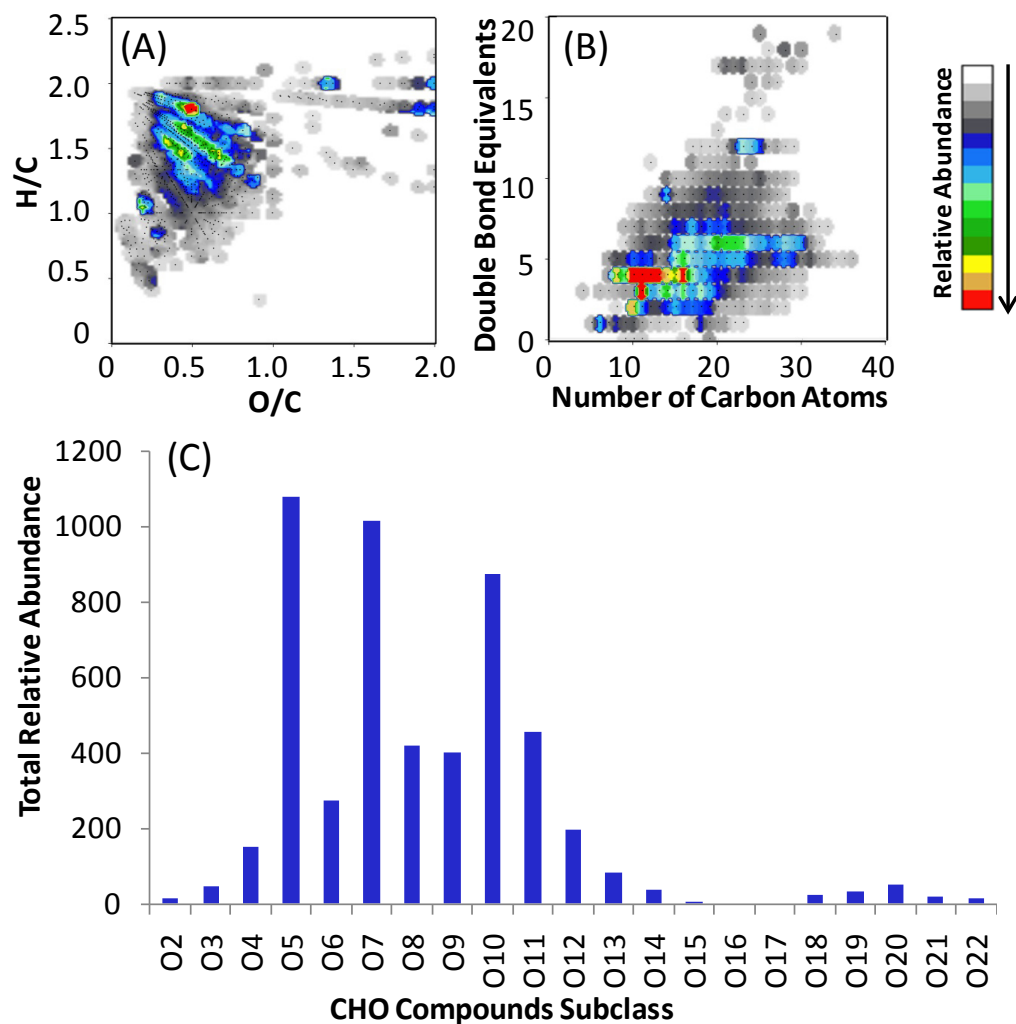 (A)
2.5
2.0
1.5
1.0
0.5
0
H/C
0.5
1.0
1.5
2.0
O/C
(B)
20
15
10
5
0
Double Bond Equivalents
0
10
20
30
40
Number of Carbon Atoms
Relative Abundance
(C)
1200
1000
800
600
400
200
0
Total Relative Abundance
O2
O3
O4
O5
O6
O7
O8
O9
O10
O11
O12
O13
O14
O15
O16
O17
O18
O19
O20
O21
O22
CHO Compounds Subclass